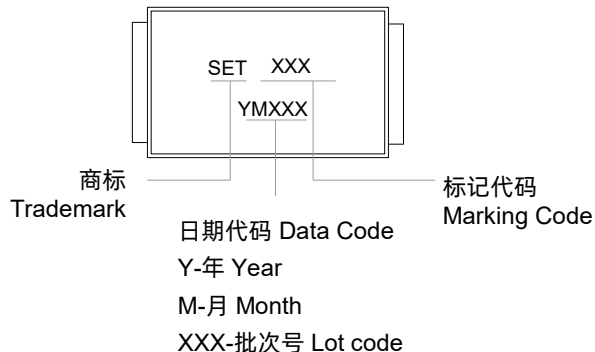 SET XXX
YMXXX
商标
Trademark
标记代码
Marking Code
日期代码 Data Code
Y-年 Year
M-月 Month
XXX-批次号 Lot code